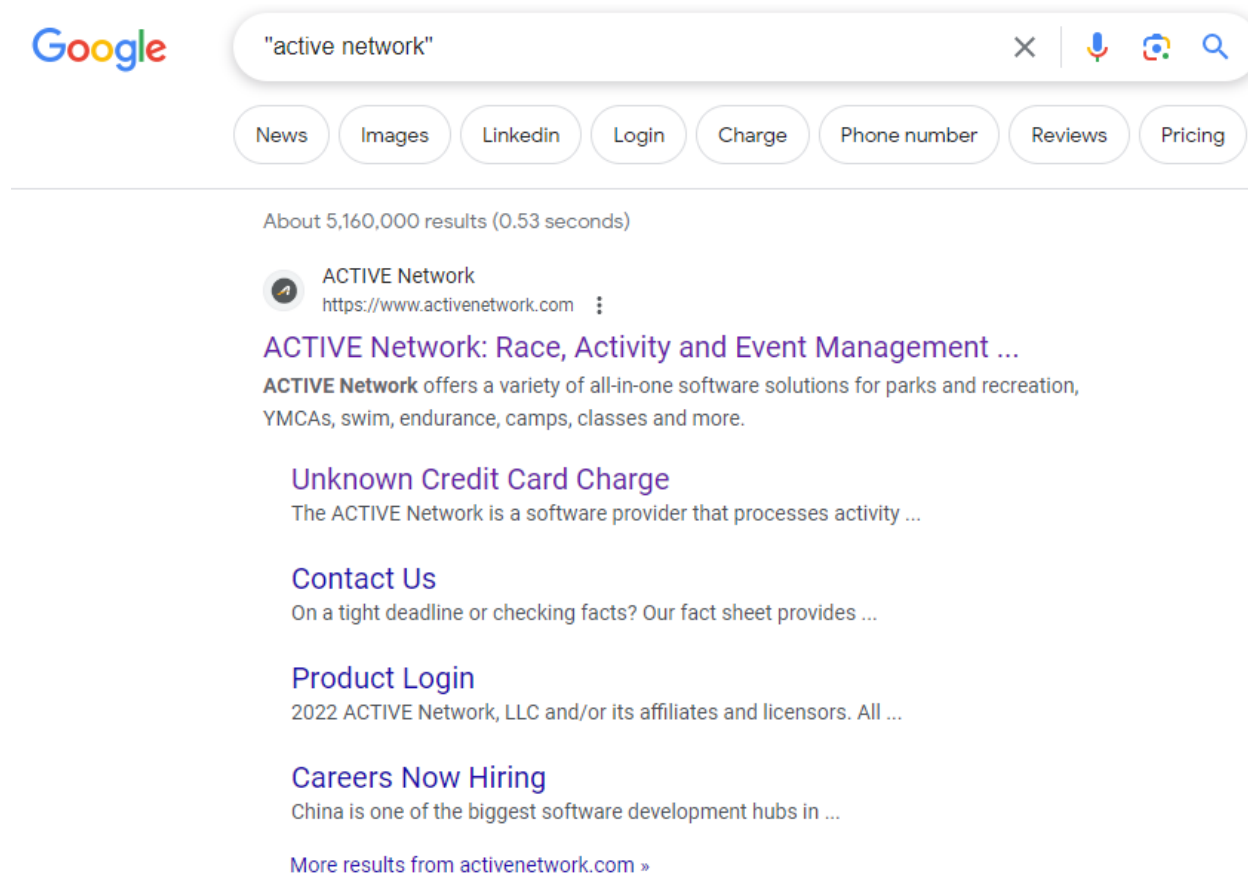 Google
"active network"
News Images Linkedin Login Charge Phone number Reviews Pricing
About 5,160,000 results (0.53 seconds)
ACTIVE Network
https://www.activenetwork.com
ACTIVE Network: Race, Activity and Event Management ...
ACTIVE Network offers a variety of all-in-one software solutions for parks and recreation,
YMCAs, swim, endurance, camps, classes and more.
Unknown Credit Card Charge
The ACTIVE Network is a software provider that processes activity ...
Contact Us
On a tight deadline or checking facts? Our fact sheet provides ...
Product Login
2022 ACTIVE Network, LLC and/or its affiliates and licensors. All ...
Careers Now Hiring
China is one of the biggest software development hubs in ...
More results from activenetwork.com »